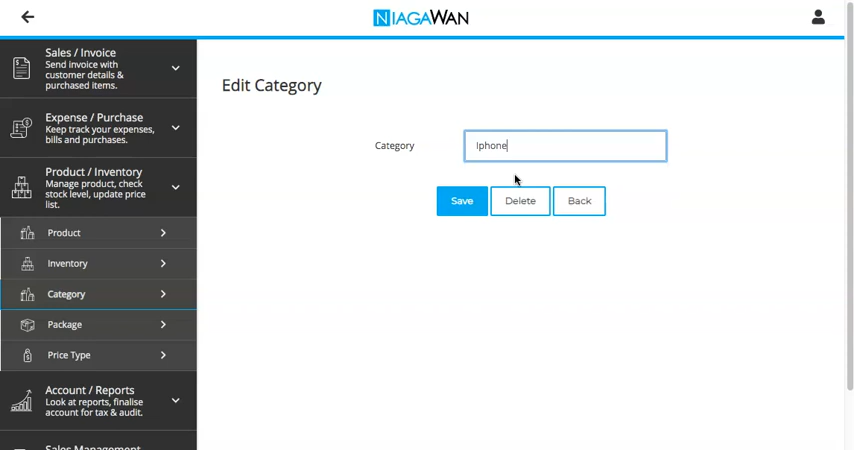 NIAGAWAN
Sales / Invoice
Send invoice with
customer details &
purchased items.
Expense / Purchase
Keep track your expenses,
bills and purchases.
Product / Inventory
Manage product, check
stock level, update price
list.
Product
Inventory
Category
Package
Price Type
Account / Reports
Look at reports, finalise
account for tax & audit.
Sales Management
Edit Category
Category
Iphone
Save
Delete
Back